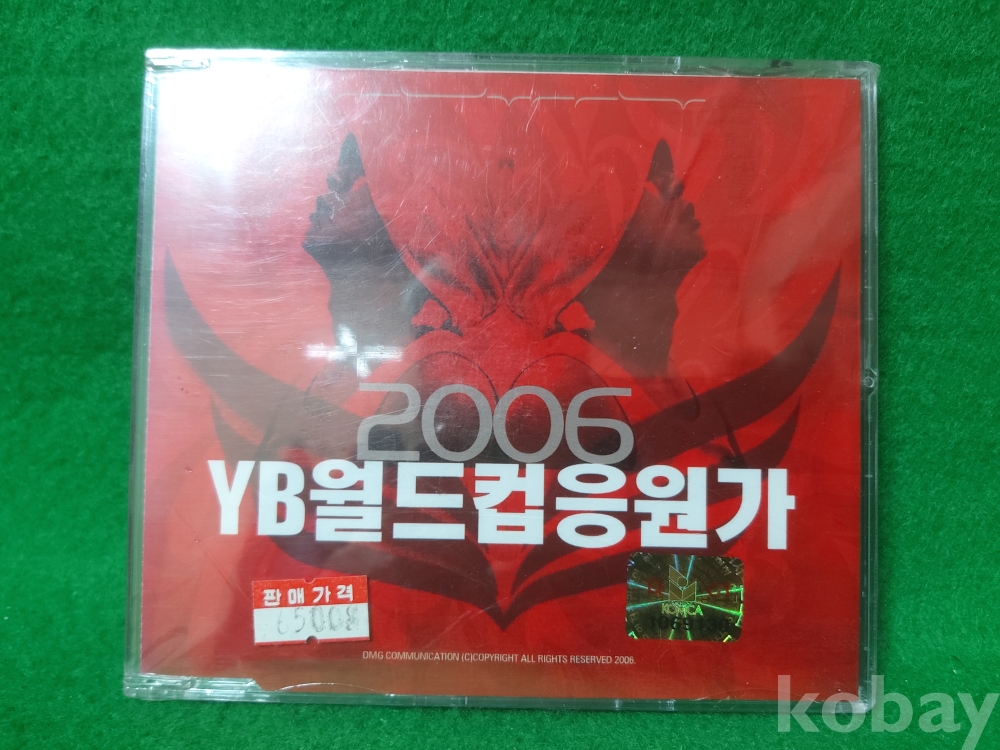 2006
YB월드컵응원가
판매가격
KOMCA
DMG COMMUNICATION (C)COPYRIGHT ALL RIGHTS RESERVED 2006.
kobay